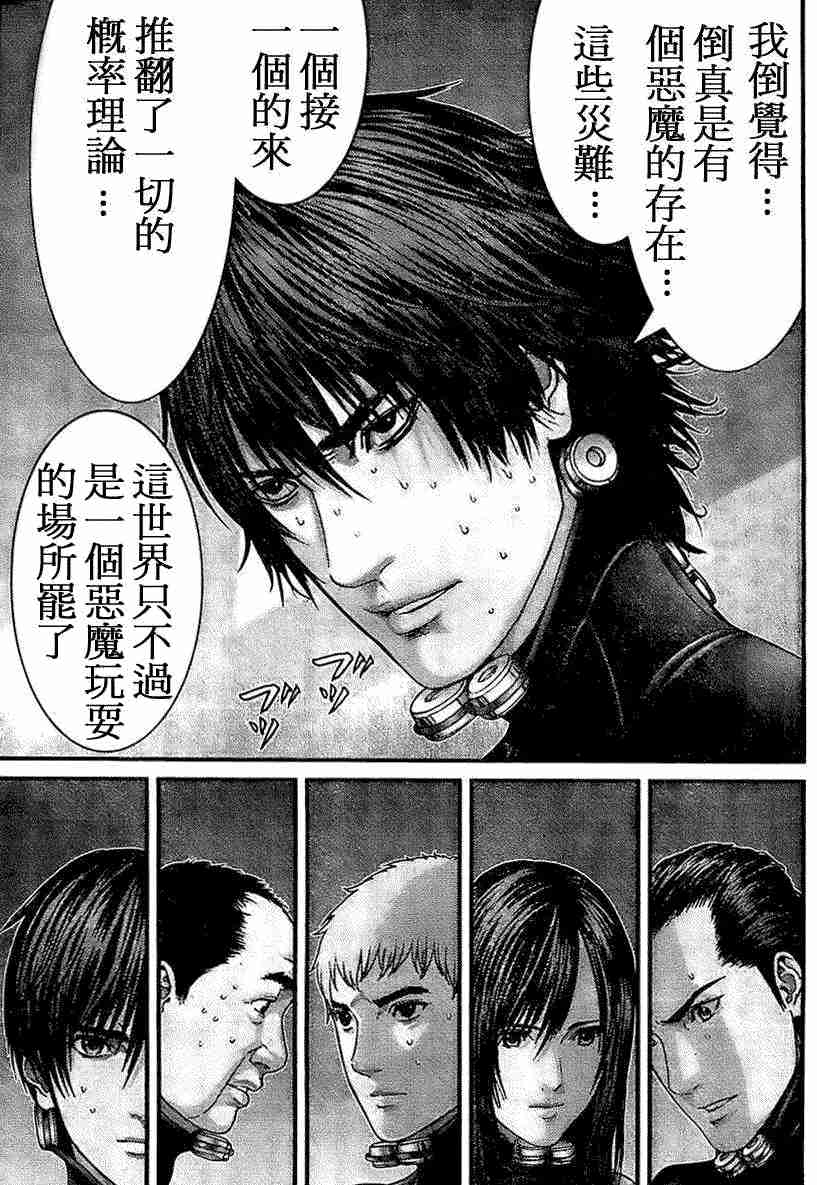 我倒覺得…
倒真是有
個惡魔的存在…
這些災難…
一個接
一個的來
推翻了一切的
概率理論…
這世界只不過
是一個惡魔玩耍
的場所罷了
ブッ
ブッ